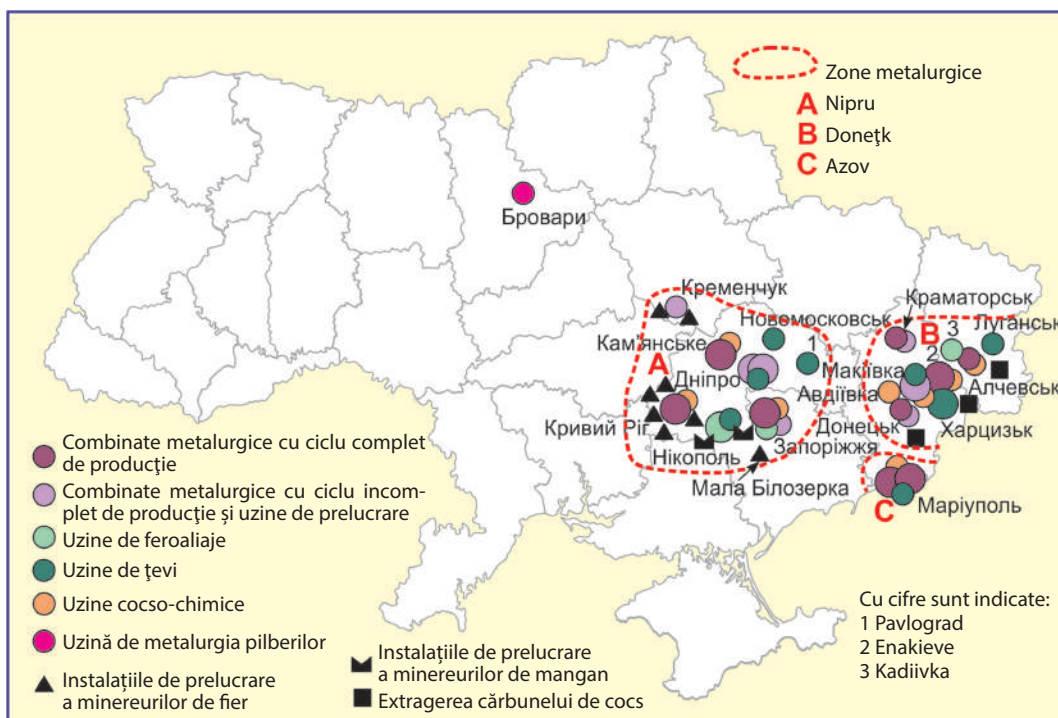 Zone metalurgice
A Nipru
B Doneţk
C Azov
Бровари
Кременчук
Краматорськ
Новомосковськ
B
3
Луганськ
Кам'янське
1
2
A
Макіївка
Дніпро
Авдіївка
Алчевськ
Кривий Ріг
Донецьк
Харцизьк
Нікополь
Запоріжжя
Мала Білозерка
C
Маріуполь
Combinate metalurgice cu ciclu complet
de producţie
Combinate metalurgice cu ciclu incom-
plet de producţie și uzine de prelucrare
Uzine de feroaliaje
Uzine de ţevi
Uzine cocso-chimice
Uzină de metalurgia pilberilor
Instalațiile de prelucrare
a minereurilor de fier
Instalațiile de prelucrare
a minereurilor de mangan
Extragerea cărbunelui de cocs
Cu cifre sunt indicate:
1 Pavlograd
2 Enakieve
3 Kadiivka